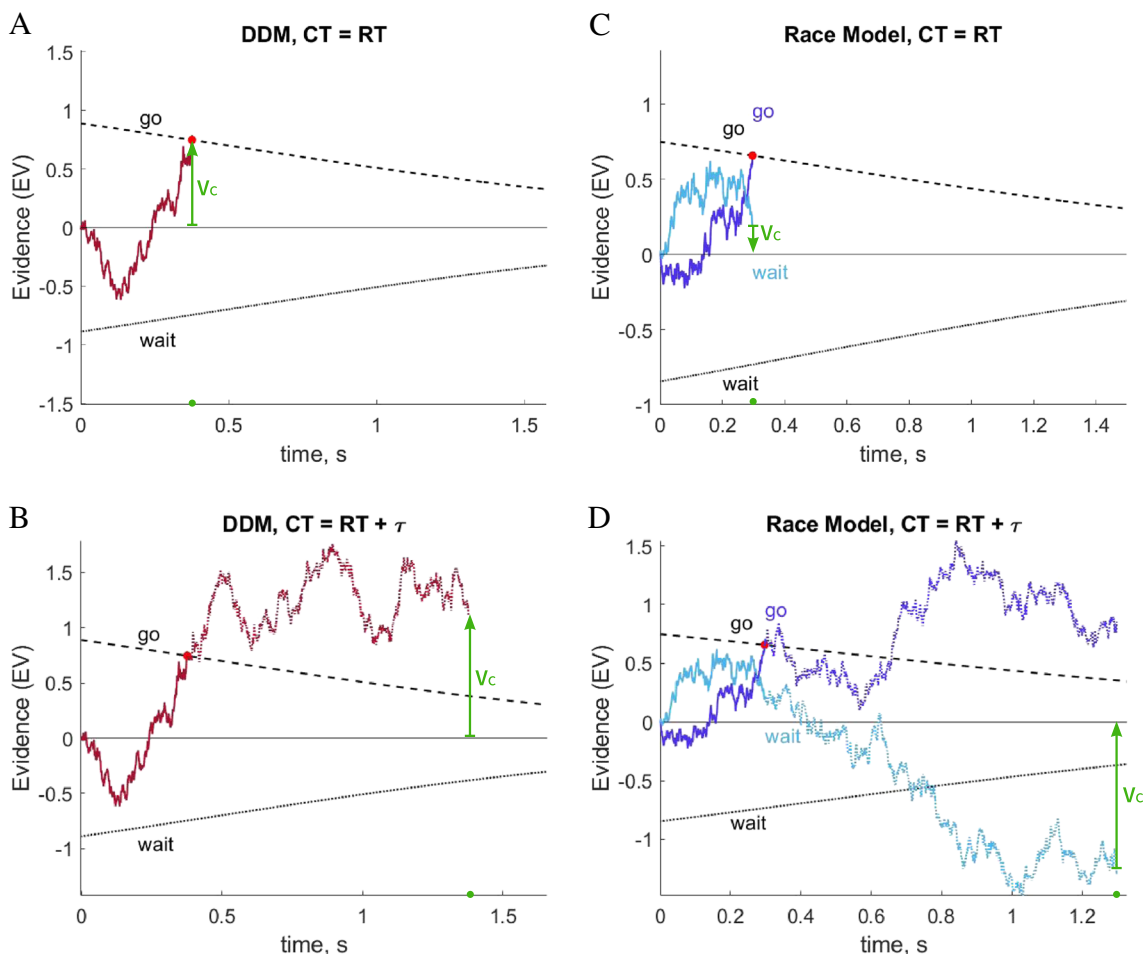 A
DDM, CT = RT
1.5
1
0.5
0
-0.5
-1
-1.5
Evidence (EV)
go
Vc
wait
0
0.5
1
1.5
time, s
B
DDM, CT = RT + τ
1.5
1
0.5
0
-0.5
-1
Evidence (EV)
go
Vc
wait
0
0.5
1
1.5
time, s
C
Race Model, CT = RT
1
0.5
0
-0.5
-1
Evidence (EV)
go
go
Vc
wait
wait
0
0.2
0.4
0.6
0.8
1
1.2
1.4
time, s
D
Race Model, CT = RT + τ
1.5
1
0.5
0
-0.5
-1
Evidence (EV)
go
go
wait
Vc
wait
0
0.2
0.4
0.6
0.8
1
1.2
time, s